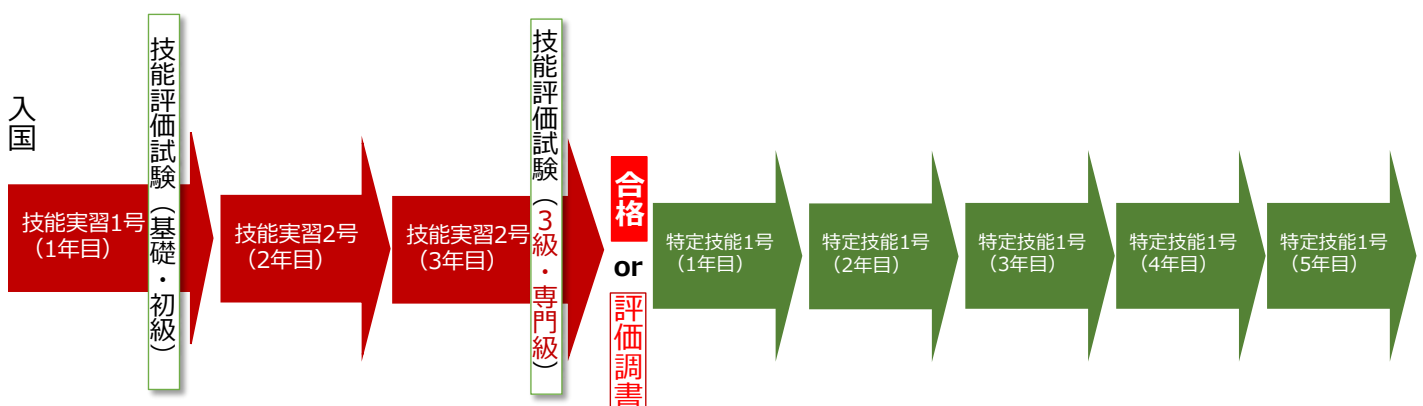 入国
技能実習1号
（1年目）
技能評価試験（基礎・初級）
技能実習2号
（2年目）
技能実習2号
（3年目）
技能評価試験（3級・専門級）
合格
or
評価調書
特定技能1号
（1年目）
特定技能1号
（2年目）
特定技能1号
（3年目）
特定技能1号
（4年目）
特定技能1号
（5年目）